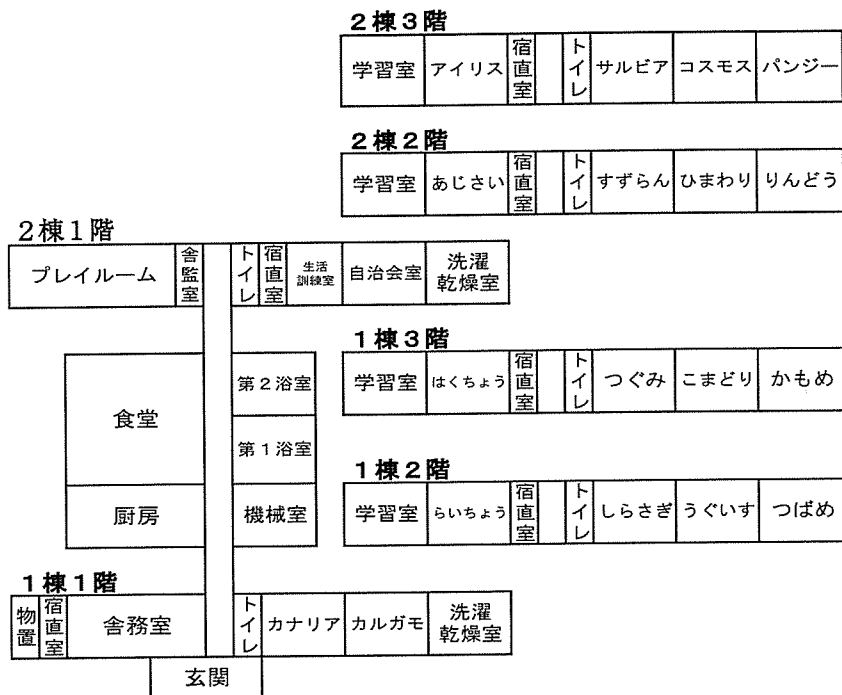 2棟3階
学習室 アイリス 宿直室 トイレ サルビア コスモス パンジー
2棟2階
学習室 あじさい 宿直室 トイレ すずらん ひまわり りんどう
2棟1階
プレイルーム 舎監室 トイレ 宿直室 生活訓練室 自治会室 洗濯乾燥室
1棟3階
学習室 はくちょう 宿直室 トイレ つぐみ こまどり かもめ
食堂
第2浴室
第1浴室
厨房
機械室
1棟2階
学習室 らいちょう 宿直室 トイレ しらさぎ うぐいす つばめ
1棟1階
物置 宿直室 舎務室 トイレ カナリア カルガモ 洗濯乾燥室
玄関